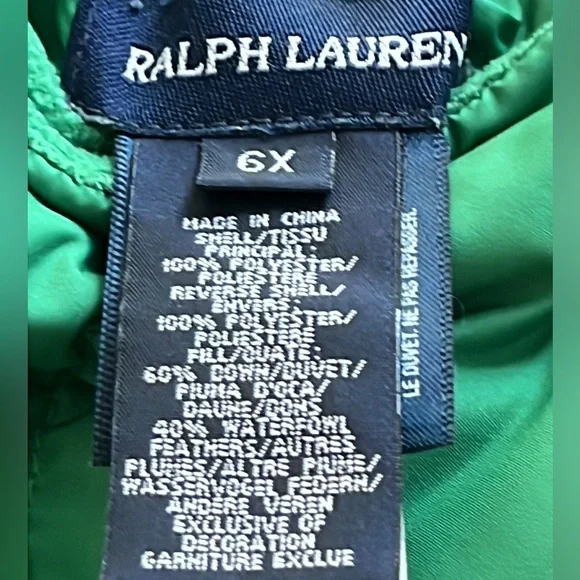 RALPH LAUREN
6X
MADE IN CHINA
SHELL/TISSU
PRINCIPAL:
100% POLYESTER/
POLIESTERE
REVERSE SHELL/
ENVERS:
100% POLYESTER/
POLIESTERE
FILL/OUATE:
60% DOWN/DUVET/
PIUMA D'OCA/
DAUNE/DONS
40% WATERFOWL
FEATHERS/AUTRES
PLUMES/ALTRE PIUME/
WASSERVOGEL FEDERN/
ANDERE VEREN
EXCLUSIVE OF
DECORATION
GARNITURE EXCLUE
LE DUVET. NE PAS REPASSER.